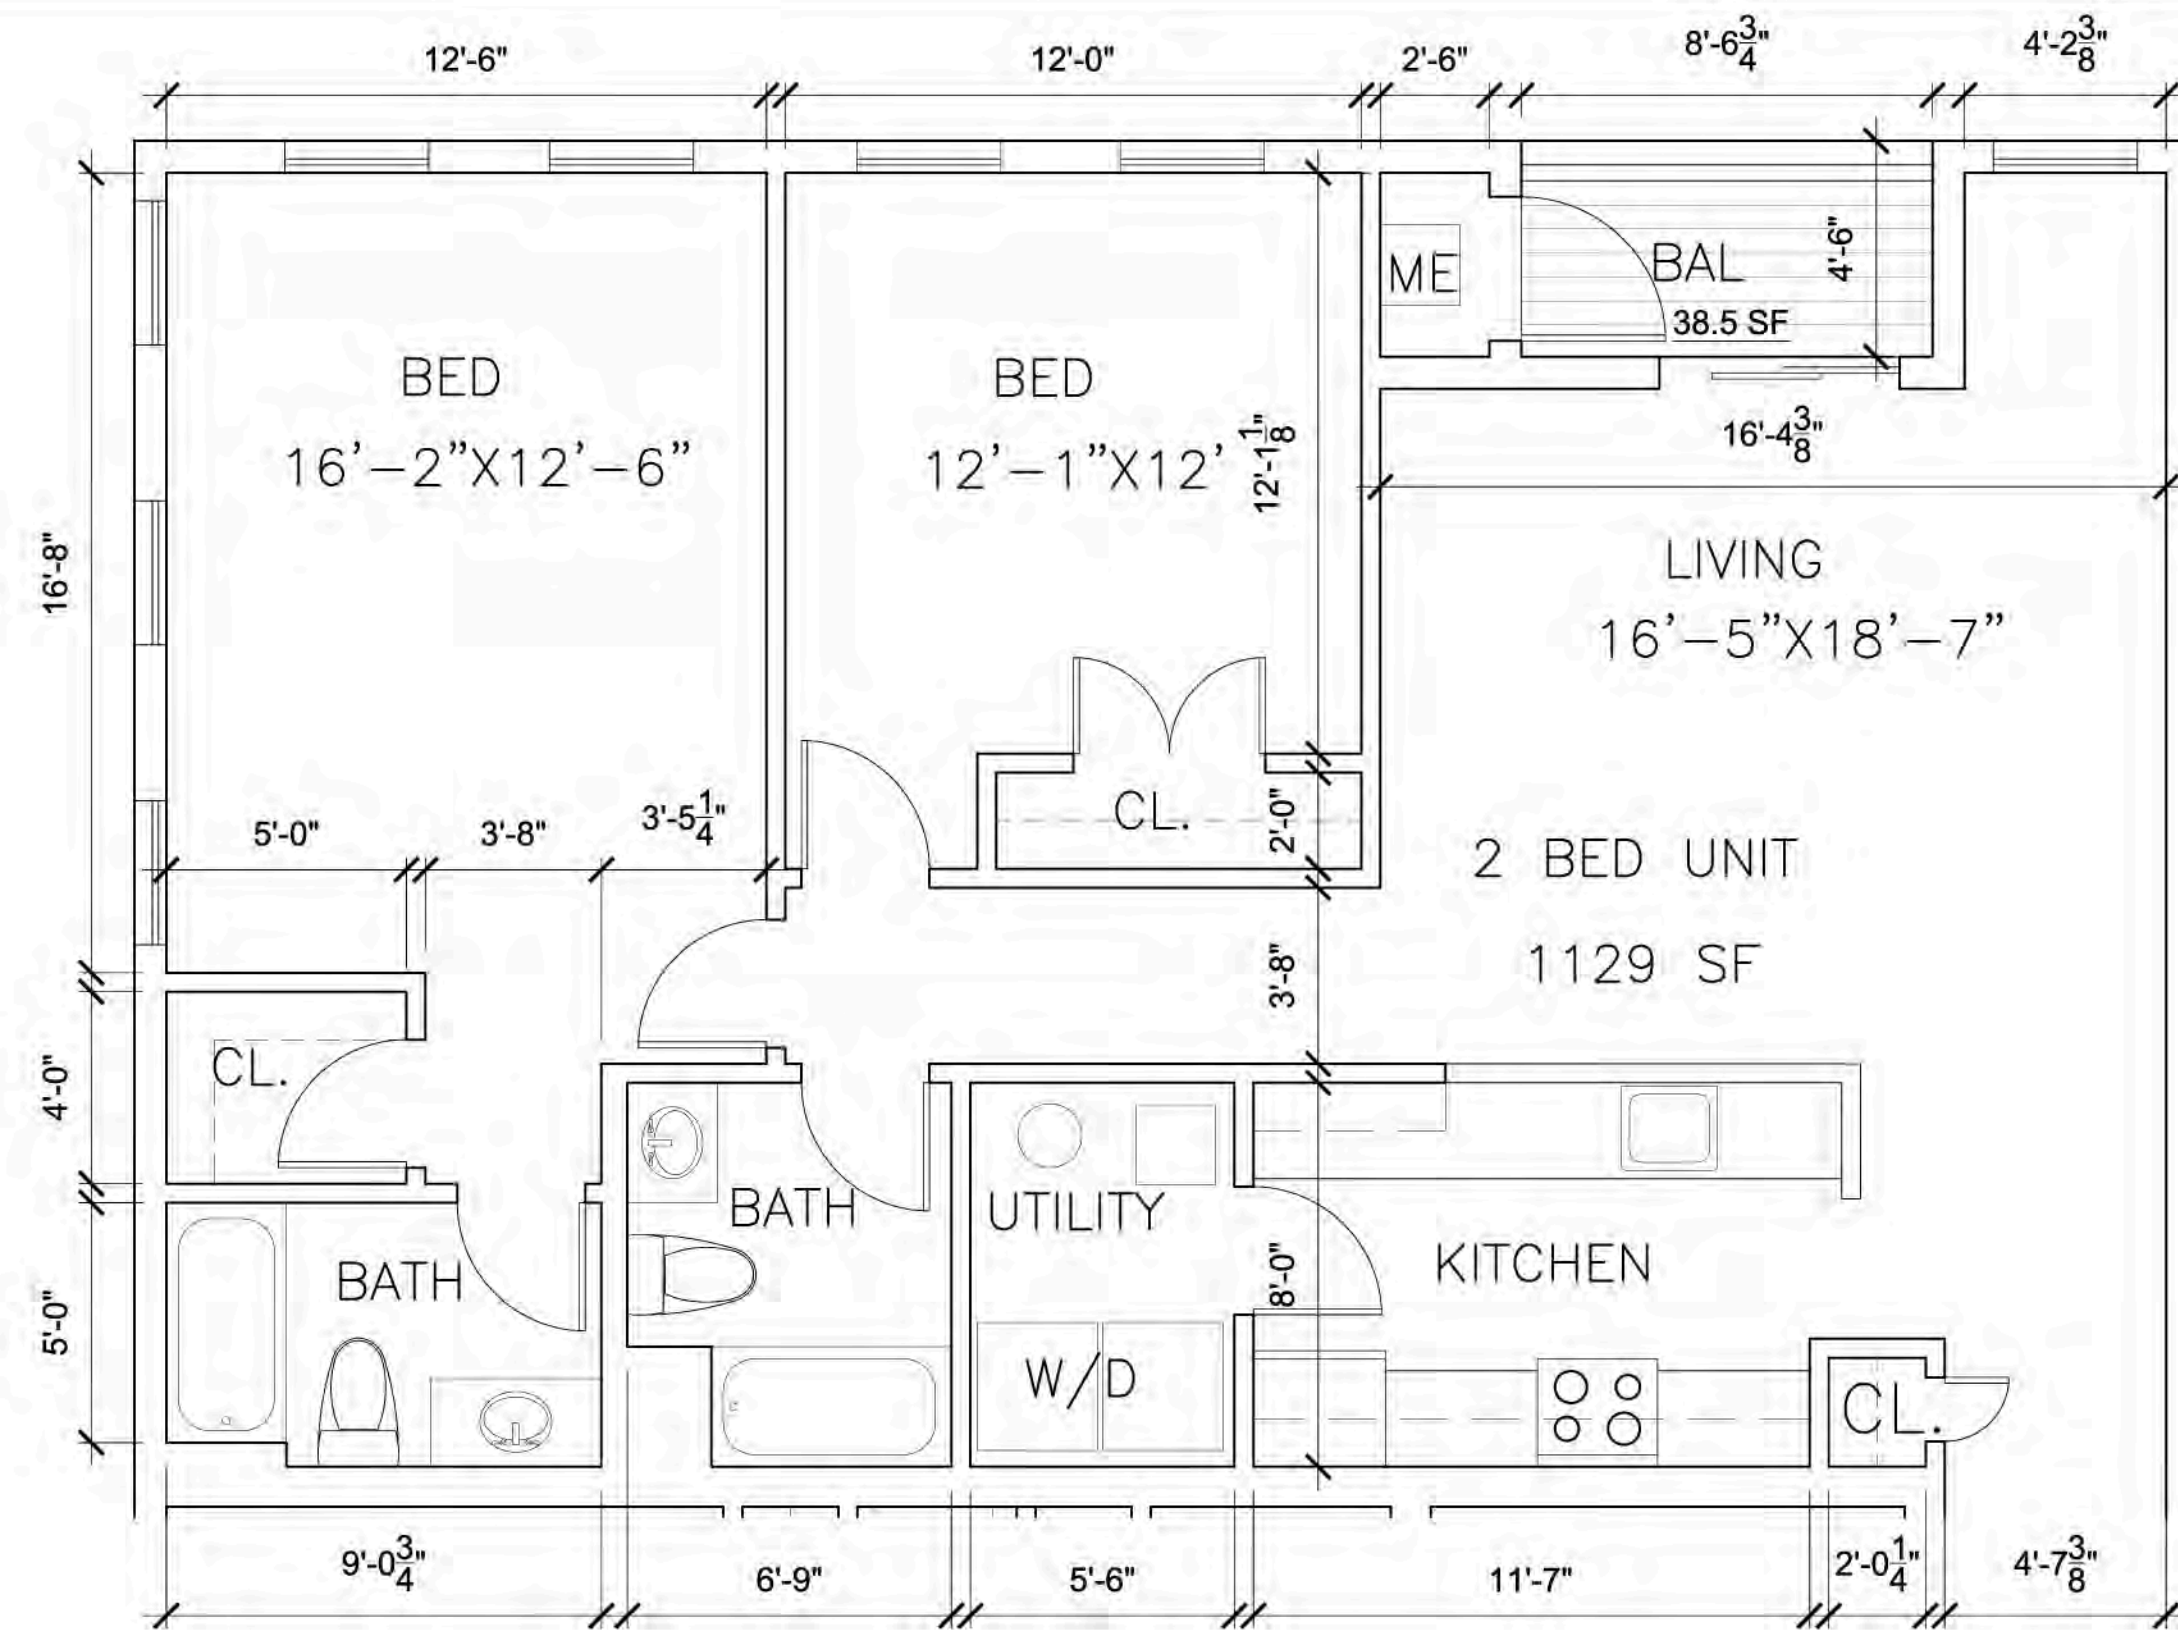 12'-6"
12'-0"
2'-6"
8'-6 3/4"
4'-2 3/8"
ME
BAL
38.5 SF
4'-6"
BED
16'-2"X12'-6"
BED
12'-1"X12'
12'-1 1/8"
16'-4 3/8"
LIVING
16'-5"X18'-7"
16'-8"
5'-0"
3'-8"
3'-5 1/4"
CL.
2'-0"
2 BED UNIT
1129 SF
3'-8"
4'-0"
CL.
BATH
UTILITY
KITCHEN
8'-0"
5'-0"
BATH
W/D
CL.
9'-0 3/4"
6'-9"
5'-6"
11'-7"
2'-0 1/4"
4'-7 3/8"